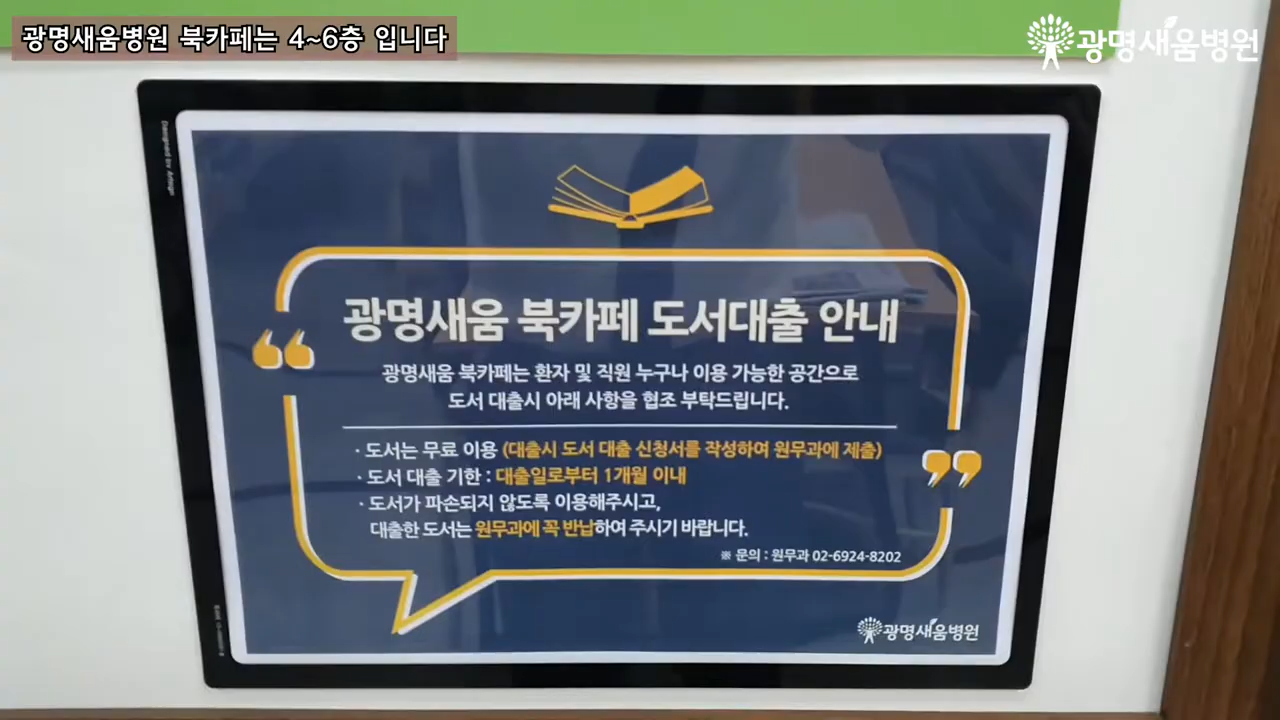 광명새움병원 북카페는 4~6층 입니다
광명새움병원
Designed by Artsign
광명새움 북카페 도서대출 안내
광명새움 북카페는 환자 및 직원 누구나 이용 가능한 공간으로
도서 대출시 아래 사항을 협조 부탁드립니다.
· 도서는 무료 이용 (대출시 도서 대출 신청서를 작성하여 원무과에 제출)
· 도서 대출 기한 : 대출일로부터 1개월 이내
· 도서가 파손되지 않도록 이용해주시고,
대출한 도서는 원무과에 꼭 반납하여 주시기 바랍니다.
※ 문의 : 원무과 02-6924-8202
광명새움병원